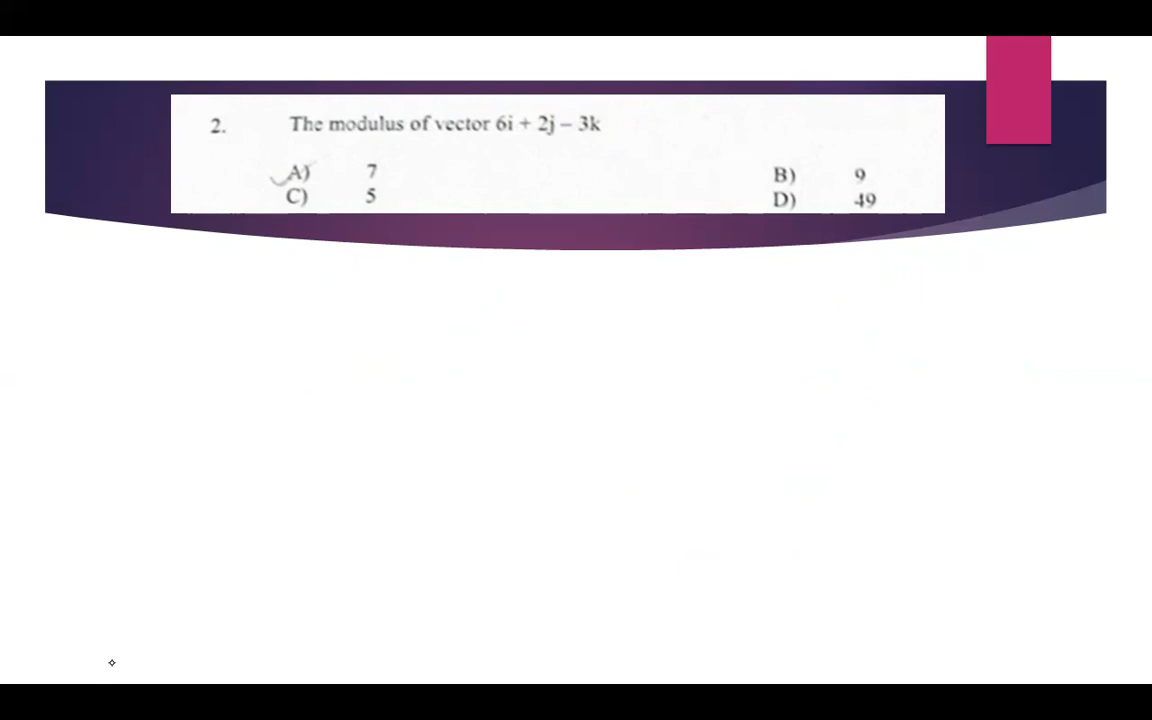 2. The modulus of vector 6i + 2j – 3k
A) 7 B) 9
C) 5 D) 49